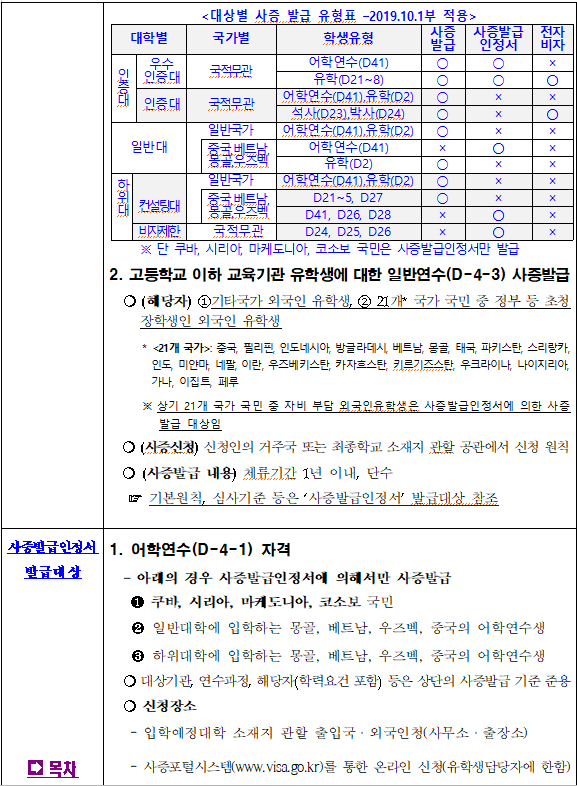 <대상별 사증 발급 유형표 -2019.10.1부 적용>
대학별 국가별 학생유형 사증발급 사증발급인정서 전자비자
인증대 우수인증대 국적무관 어학연수(D41) ○ ○ ×
유학(D21~8) ○ ○ ○
인증대 국적무관 어학연수(D41),유학(D2) ○ × ×
석사(D23),박사(D24) ○ × ○
일반대 일반국가 어학연수(D41),유학(D2) ○ × ×
중국,베트남,몽골,우즈벡 어학연수(D41) × ○ ×
유학(D2) ○ × ×
하위대 컨설팅대 일반국가 어학연수(D41),유학(D2) ○ × ×
중국,베트남,몽골,우즈벡 D21~5, D27 ○ × ×
D41, D26, D28 × ○ ×
비자제한 국적무관 D24, D25, D26 × ○ ×
※ 단 쿠바, 시리아, 마케도니아, 코소보 국민은 사증발급인정서만 발급
2. 고등학교 이하 교육기관 유학생에 대한 일반연수(D-4-3) 사증발급
❍ (해당자) ①기타국가 외국인 유학생, ② 21개* 국가 국민 중 정부 등 초청
장학생인 외국인 유학생
* <21개 국가>: 중국, 필리핀, 인도네시아, 방글라데시, 베트남, 몽골, 태국, 파키스탄, 스리랑카,
인도, 미얀마, 네팔, 이란, 우즈베키스탄, 카자흐스탄, 키르기즈스탄, 우크라이나, 나이지리아,
가나, 이집트, 페루
※ 상기 21개 국가 국민 중 자비 부담 외국인유학생은 사증발급인정서에 의한 사증
발급 대상임
❍ (사증신청) 신청인의 거주국 또는 최종학교 소재지 관할 공관에서 신청 원칙
❍ (사증발급 내용) 체류기간 1년 이내, 단수
☞ 기본원칙, 심사기준 등은 ‘사증발급인정서’ 발급대상 참조
사증발급인정서
발급대상
1. 어학연수(D-4-1) 자격
- 아래의 경우 사증발급인정서에 의해서만 사증발급
❶ 쿠바, 시리아, 마케도니아, 코소보 국민
❷ 일반대학에 입학하는 몽골, 베트남, 우즈벡, 중국의 어학연수생
❸ 하위대학에 입학하는 몽골, 베트남, 우즈벡, 중국의 어학연수생
❍ 대상기관, 연수과정, 해당자(학력요건 포함) 등은 상단의 사증발급 기준 준용
❍ 신청장소
- 입학예정대학 소재지 관할 출입국·외국인청(사무소·출장소)
- 사증포털시스템(www.visa.go.kr)를 통한 온라인 신청(유학생담당자에 한함)
목차